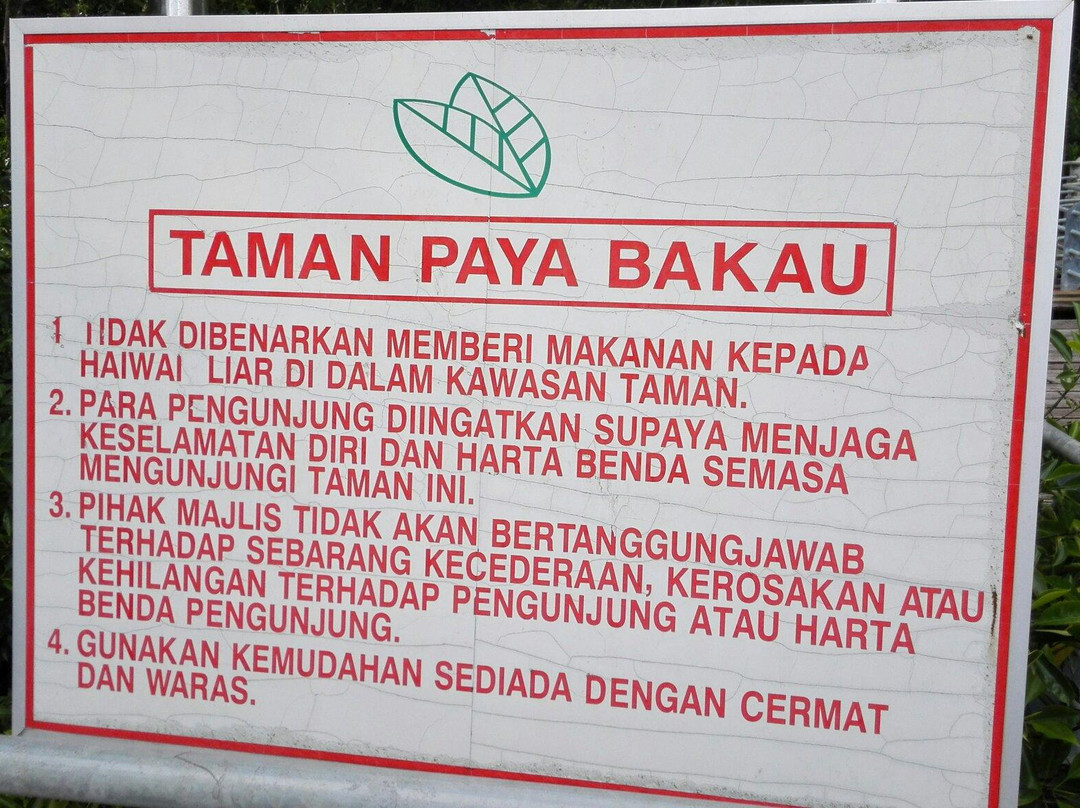 TAMAN PAYA BAKAU
1 TIDAK DIBENARKAN MEMBERI MAKANAN KEPADA
HAIWAI LIAR DI DALAM KAWASAN TAMAN.
2. PARA PENGUNJUNG DIINGATKAN SUPAYA MENJAGA
KESELAMATAN DIRI DAN HARTA BENDA SEMASA
MENGUNJUNGI TAMAN INI.
3. PIHAK MAJLIS TIDAK AKAN BERTANGGUNGJAWAB
TERHADAP SEBARANG KECEDERAAN, KEROSAKAN ATAU
KEHILANGAN TERHADAP PENGUNJUNG ATAU HARTA
BENDA PENGUNJUNG.
4. GUNAKAN KEMUDAHAN SEDIADA DENGAN CERMAT
DAN WARAS.